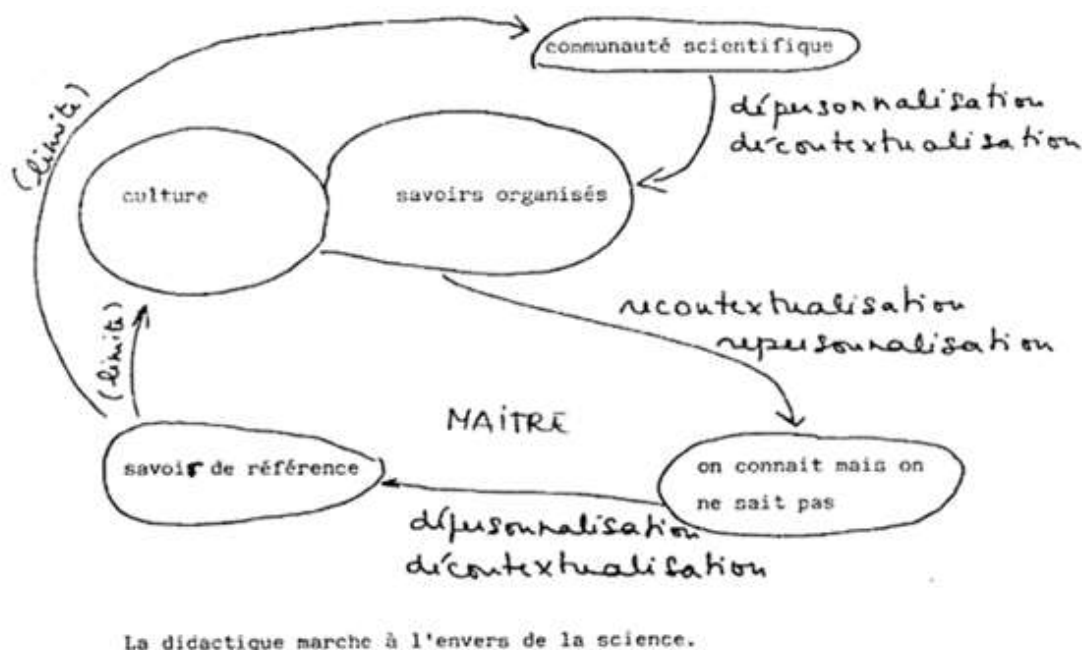 communauté scientifique
dépersonnalisation
décontextualisation
(limite)
culture
savoirs organisés
recontextualisation
repersonnalisation
(limite)
MAITRE
savoir de référence
on connait mais on
ne sait pas
dépersonnalisation
décontextualisation
La didactique marche à l'envers de la science.